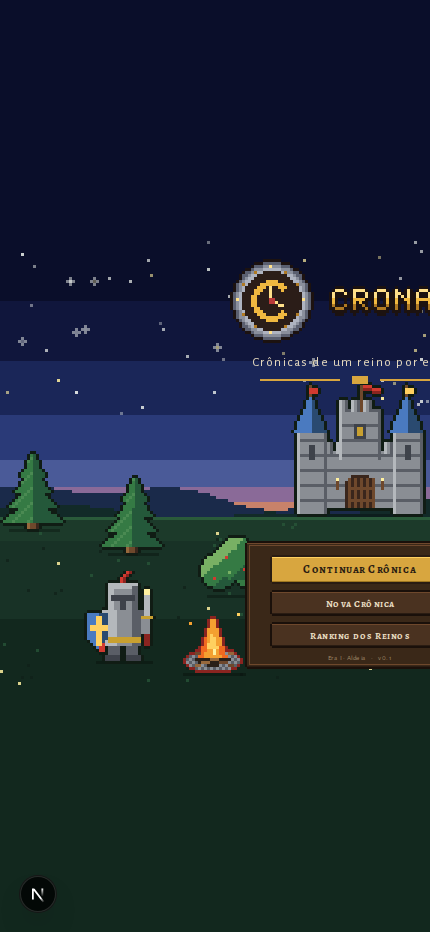 CRONA
Crônicas de um reino por e
Continuar Crônica
Nova Crônica
Ranking dos Reinos
N